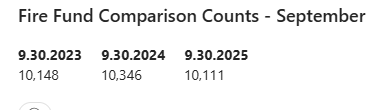 Fire Fund Comparison Counts - September
9.30.2023 9.30.2024 9.30.2025
10,148 10,346 10,111